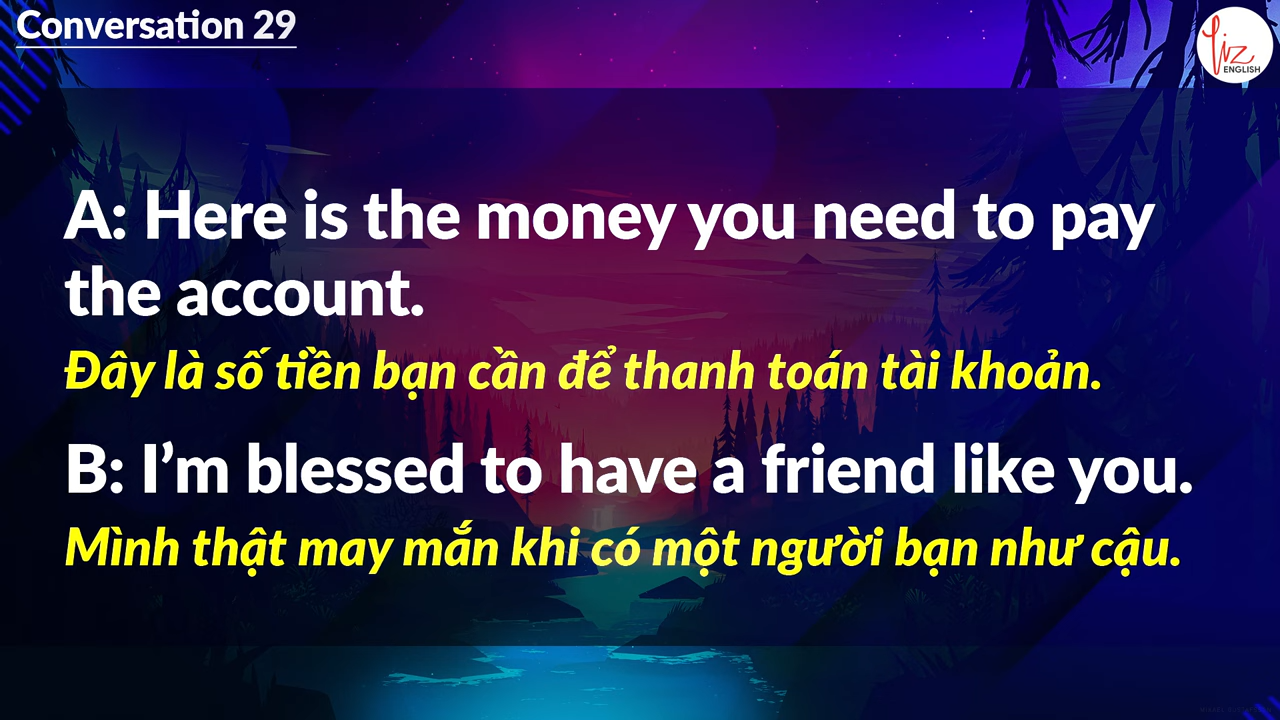 Conversation 29
Liz
ENGLISH
A: Here is the money you need to pay
the account.
Đây là số tiền bạn cần để thanh toán tài khoản.
B: I’m blessed to have a friend like you.
Mình thật may mắn khi có một người bạn như cậu.